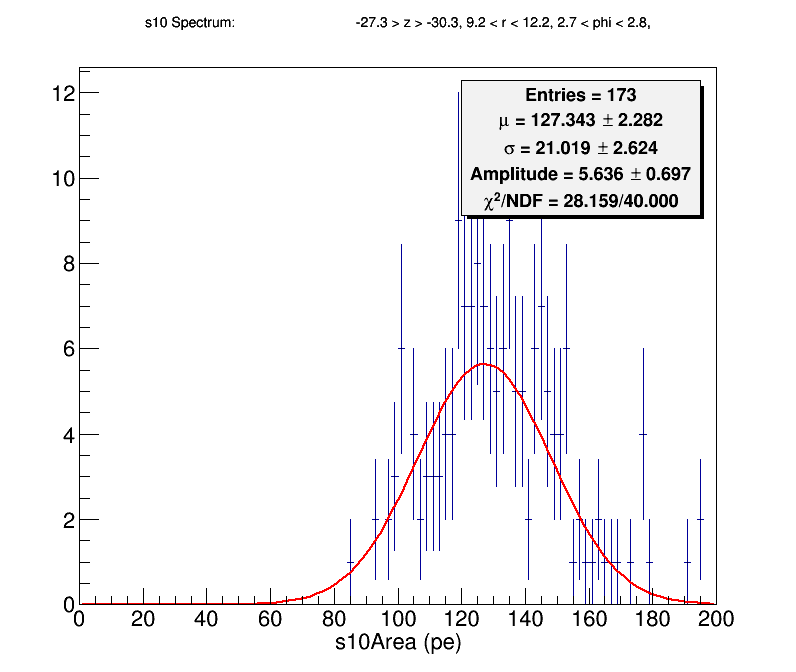 s10 Spectrum: -27.3 > z > -30.3, 9.2 < r < 12.2, 2.7 < phi < 2.8,
Entries = 173
μ = 127.343 ± 2.282
σ = 21.019 ± 2.624
Amplitude = 5.636 ± 0.697
χ²/NDF = 28.159/40.000
12
10
8
6
4
2
0
0 20 40 60 80 100 120 140 160 180 200
s10Area (pe)